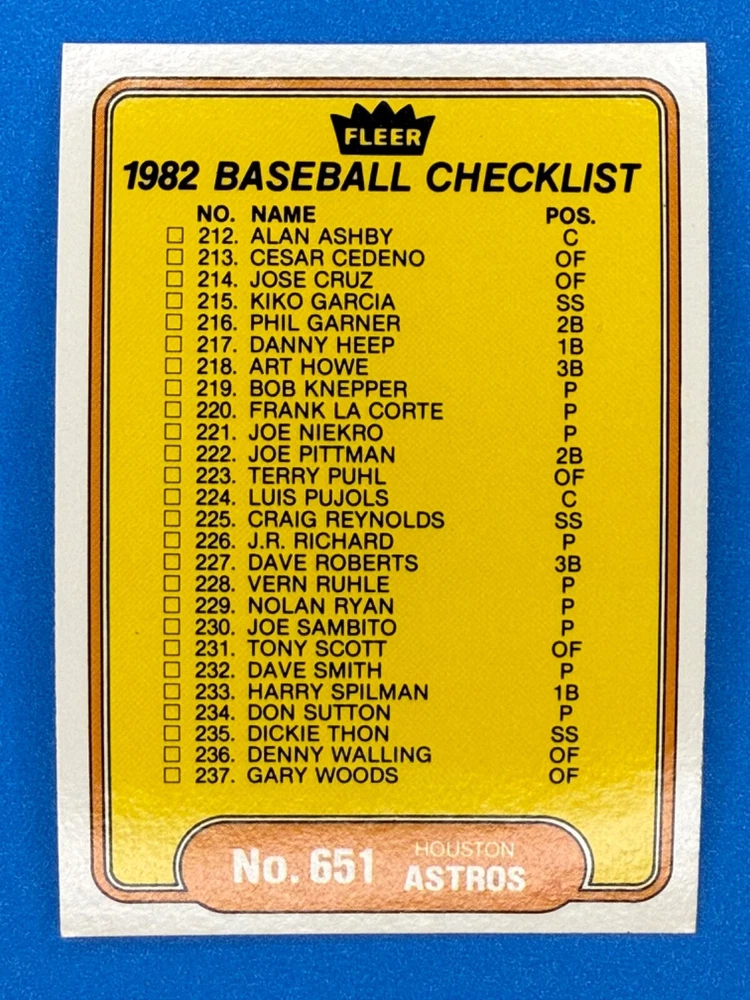 FLEER
1982 BASEBALL CHECKLIST
NO. NAME POS.
212. ALAN ASHBY C
213. CESAR CEDENO OF
214. JOSE CRUZ OF
215. KIKO GARCIA SS
216. PHIL GARNER 2B
217. DANNY HEEP 1B
218. ART HOWE 3B
219. BOB KNEPPER P
220. FRANK LA CORTE P
221. JOE NIEKRO P
222. JOE PITTMAN 2B
223. TERRY PUHL OF
224. LUIS PUJOLS C
225. CRAIG REYNOLDS SS
226. J.R. RICHARD P
227. DAVE ROBERTS 3B
228. VERN RUHLE P
229. NOLAN RYAN P
230. JOE SAMBITO P
231. TONY SCOTT OF
232. DAVE SMITH P
233. HARRY SPILMAN 1B
234. DON SUTTON P
235. DICKIE THON SS
236. DENNY WALLING OF
237. GARY WOODS OF
No. 651 HOUSTON
ASTROS